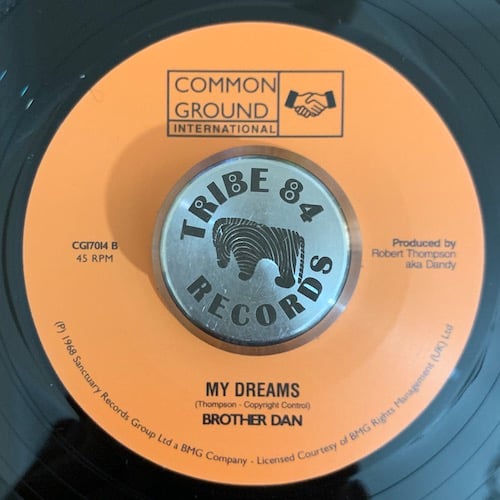 COMMON
GROUND
INTERNATIONAL
TRIBE 84
RECORDS
CGI7014 B
45 RPM
Produced by
Robert Thompson
aka Dandy
MY DREAMS
(Thompson - Copyright Control)
BROTHER DAN
(P) 1968 Sanctuary Records Group Ltd a BMG Company - Licensed Courtesy of BMG Rights Management (UK) Ltd